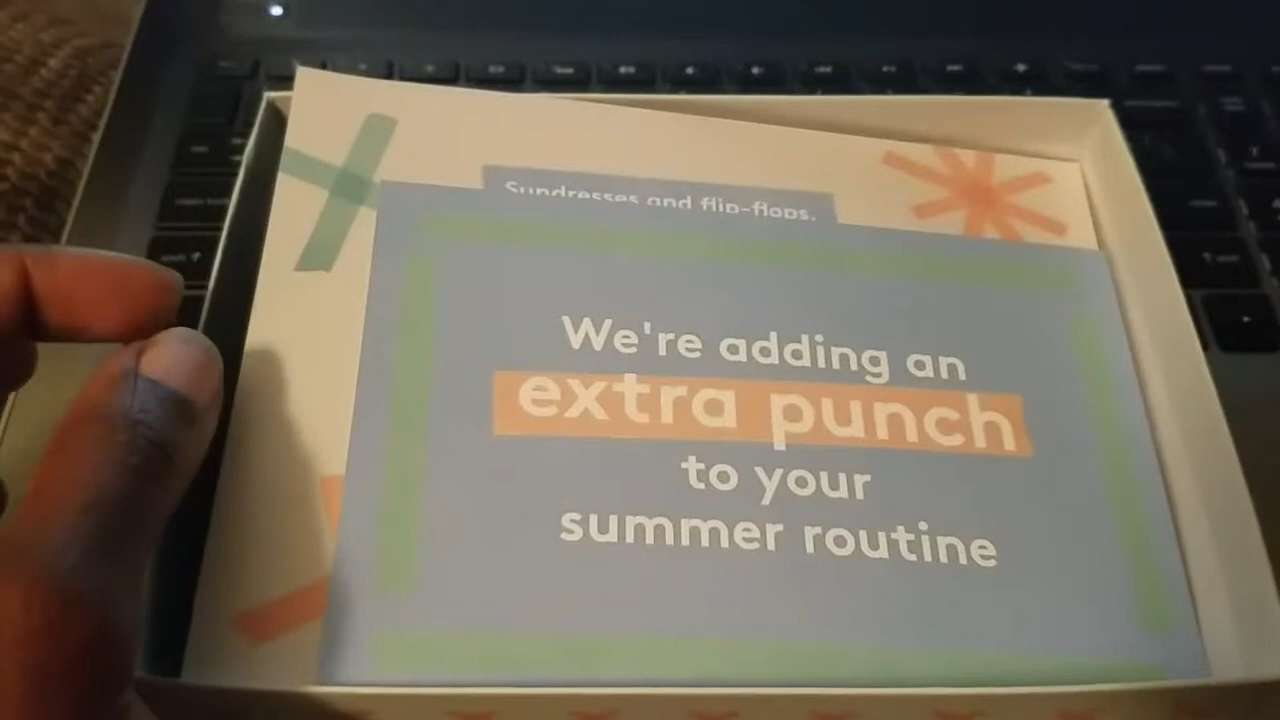 Sundresses and flip-flops.
We're adding an
extra punch
to your
summer routine